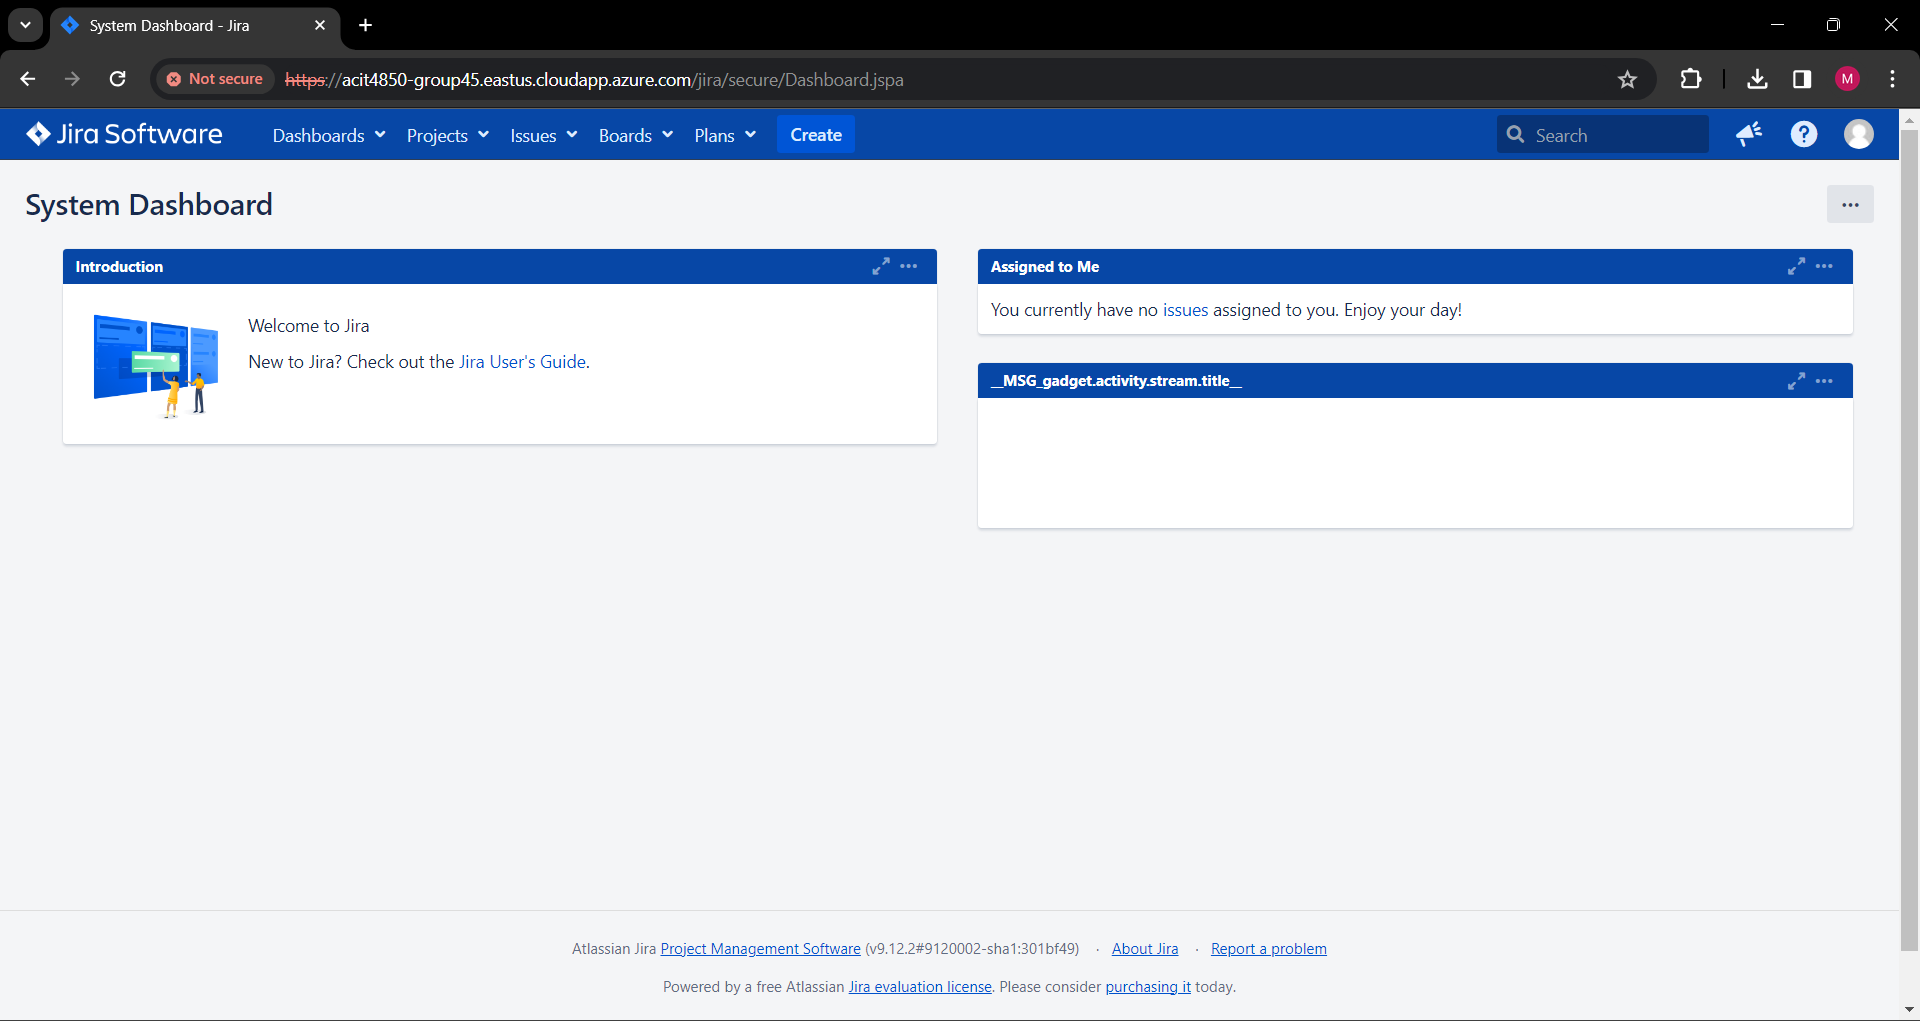 System Dashboard - Jira
Not secure https://acit4850-group45.eastus.cloudapp.azure.com/jira/secure/Dashboard.jspa M
Jira Software Dashboards Projects Issues Boards Plans Create Search ?
System Dashboard
Introduction
Welcome to Jira
New to Jira? Check out the Jira User's Guide.
Assigned to Me
You currently have no issues assigned to you. Enjoy your day!
__MSG_gadget.activity.stream.title__
Atlassian Jira Project Management Software (v9.12.2#9120002-sha1:301bf49) · About Jira · Report a problem
Powered by a free Atlassian Jira evaluation license. Please consider purchasing it today.